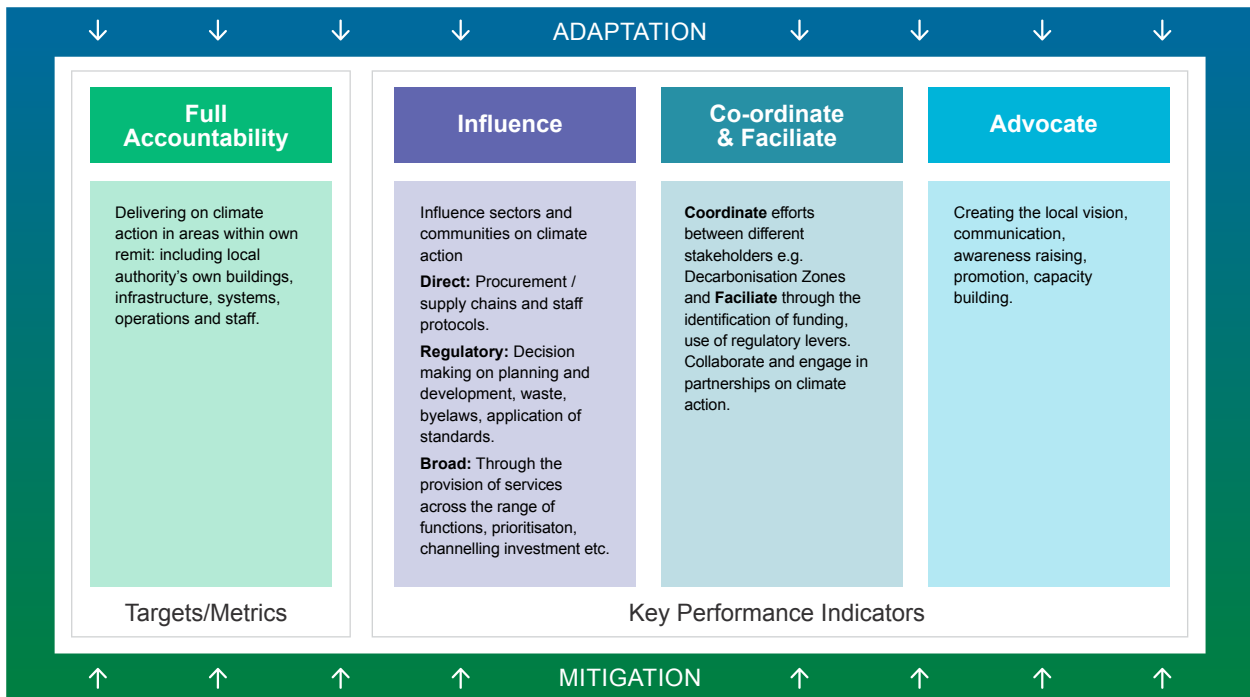 ADAPTATION
Full
Accountability
Delivering on climate
action in areas within own
remit: including local
authority's own buildings,
infrastructure, systems,
operations and staff.
Targets/Metrics
Influence
Influence sectors and
communities on climate
action
Direct: Procurement /
supply chains and staff
protocols.
Regulatory: Decision
making on planning and
development, waste,
byelaws, application of
standards.
Broad: Through the
provision of services
across the range of
functions, prioritisaton,
channelling investment etc.
Co-ordinate
& Faciliate
Coordinate efforts
between different
stakeholders e.g.
Decarbonisation Zones
and Faciliate through the
identification of funding,
use of regulatory levers.
Collaborate and engage in
partnerships on climate
action.
Advocate
Creating the local vision,
communication,
awareness raising,
promotion, capacity
building.
Key Performance Indicators
MITIGATION